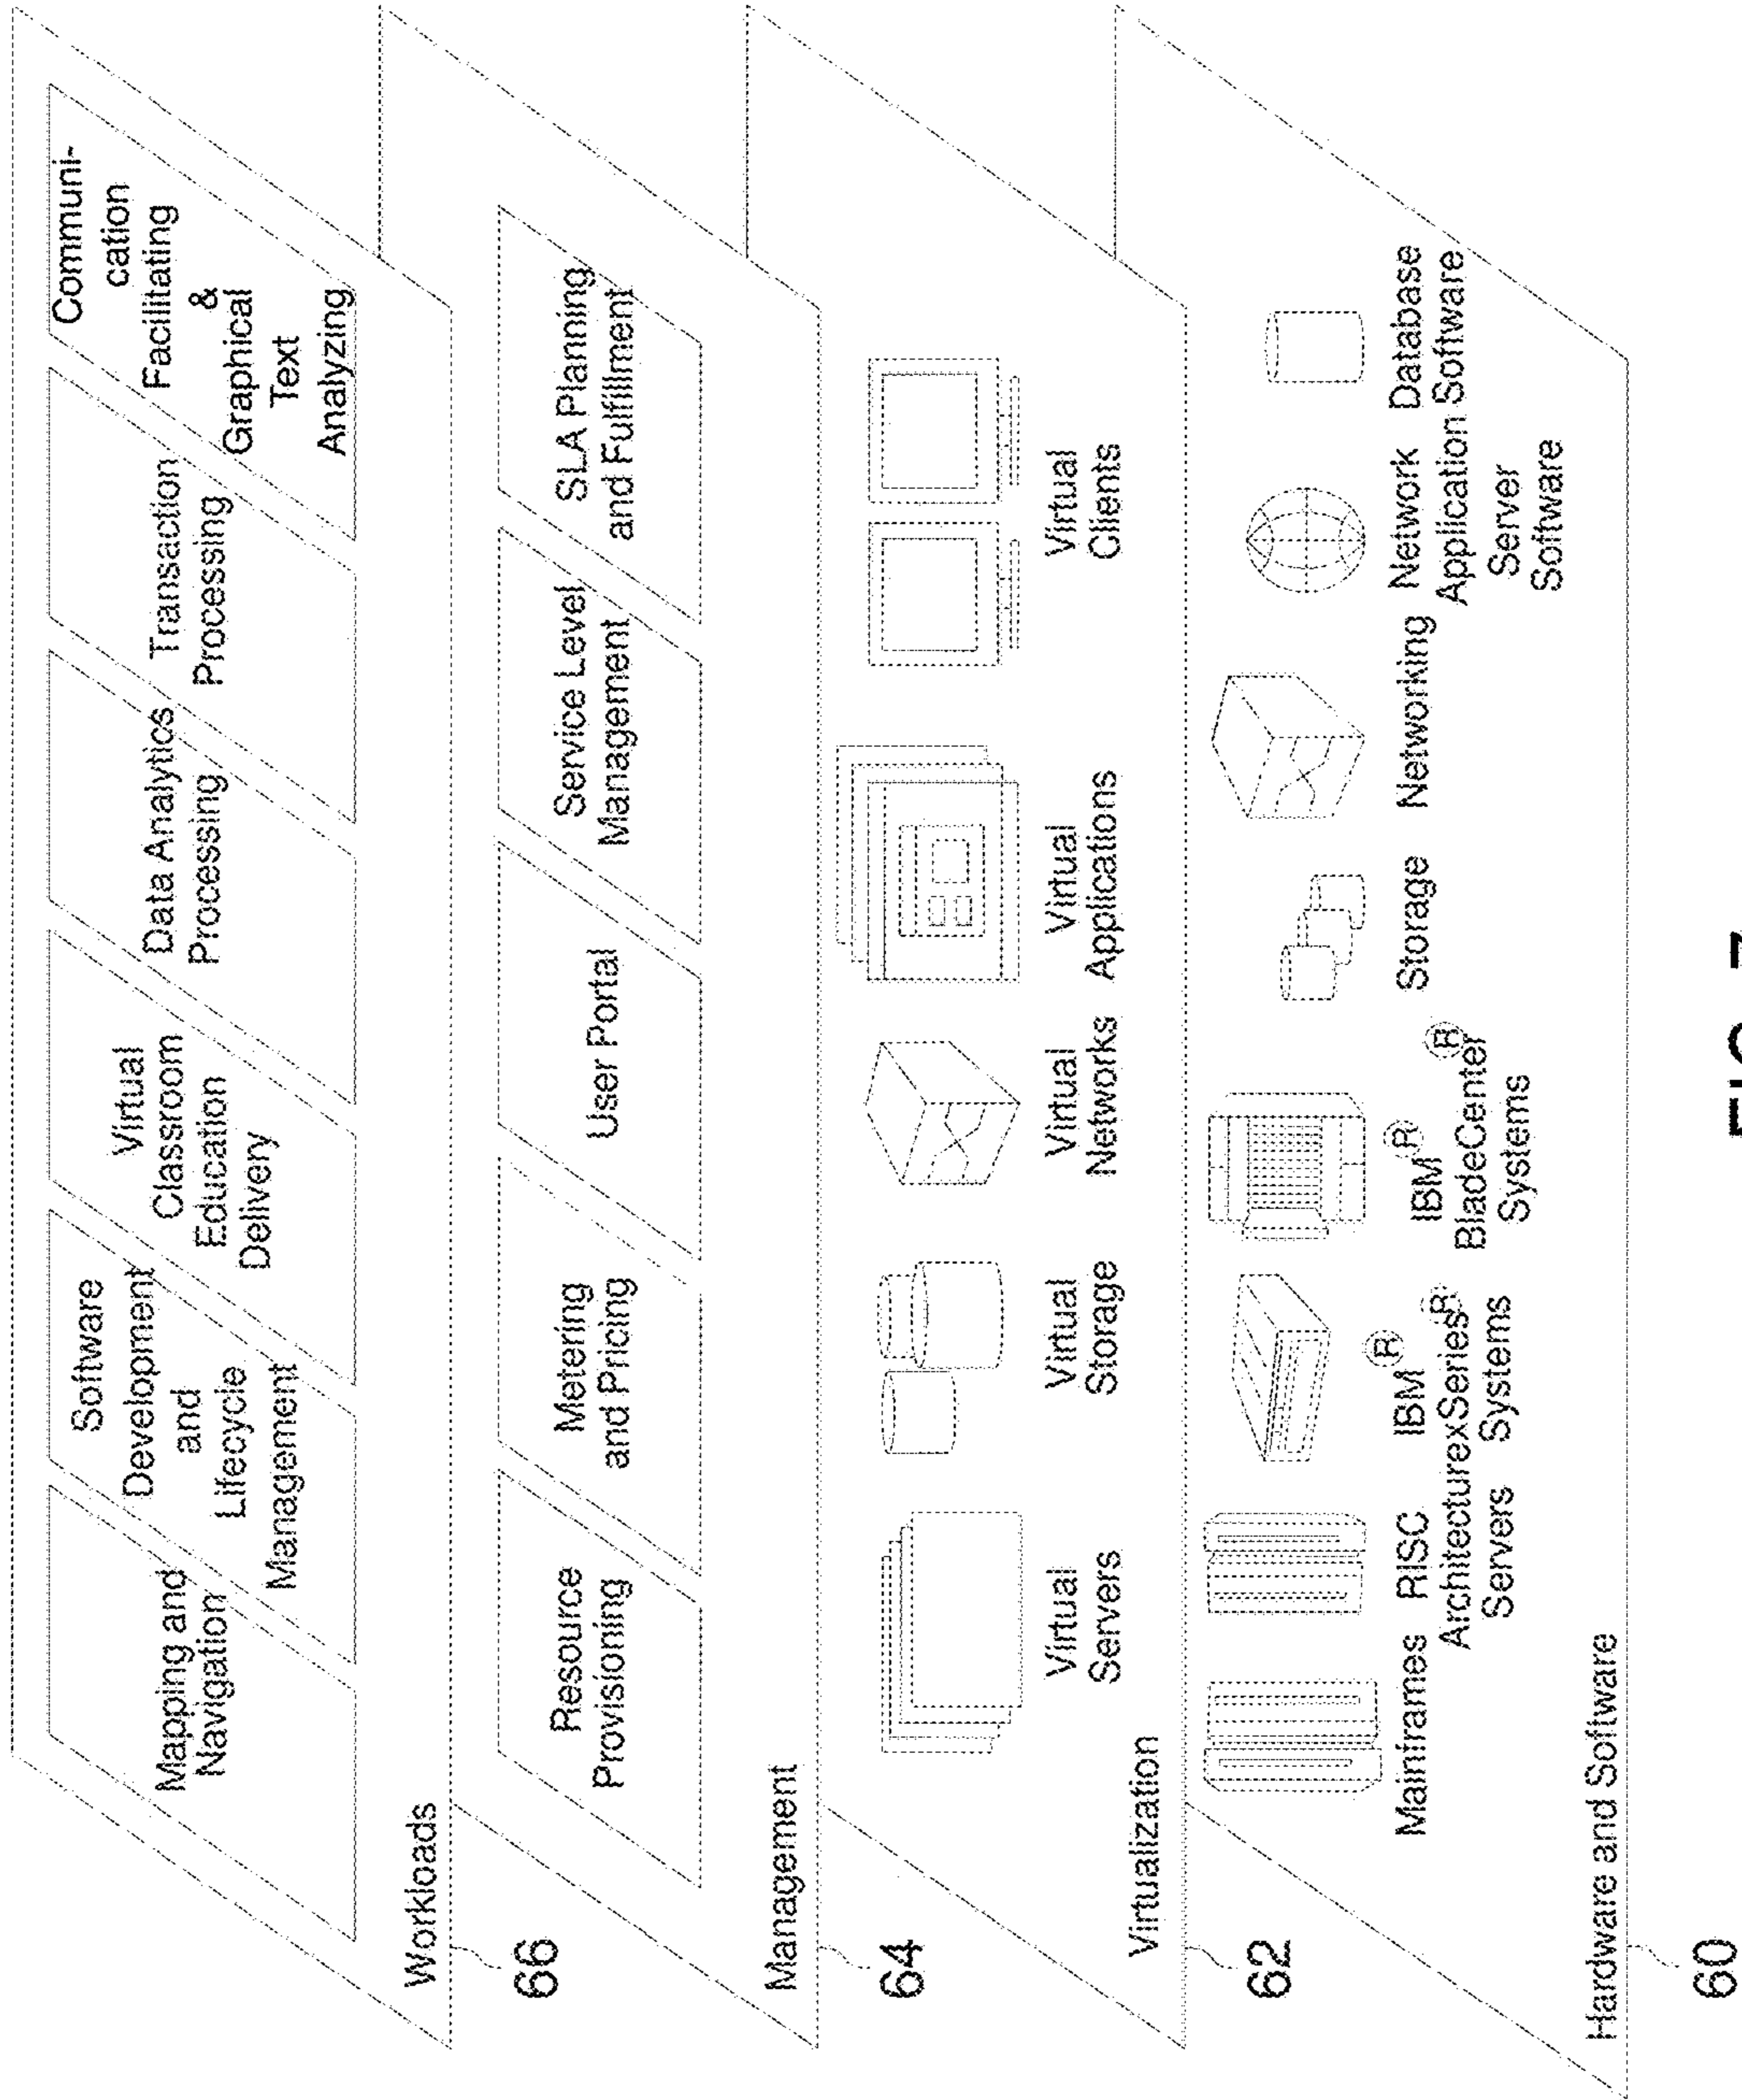 Mapping and
Navigation
Software
Development
and
Lifecycle
Management
Virtual
Classroom
Education
Delivery
Data Analytics
Processing
Transaction
Processing
Communi-
cation
Facilitating
&
Graphical
Text
Analyzing
Workloads
66
Resource
Provisioning
Metering
and Pricing
User Portal
Service Level
Management
SLA Planning
and Fulfillment
Management
64
Virtual
Servers
Virtual
Storage
Virtual
Networks
Virtual
Applications
Virtual
Clients
Virtualization
62
Mainframes
RISC
Architecture
Servers
IBM®
xSeries®
Systems
IBM®
BladeCenter®
Systems
Storage
Networking
Network
Application
Server
Software
Database
Software
Hardware and Software
60